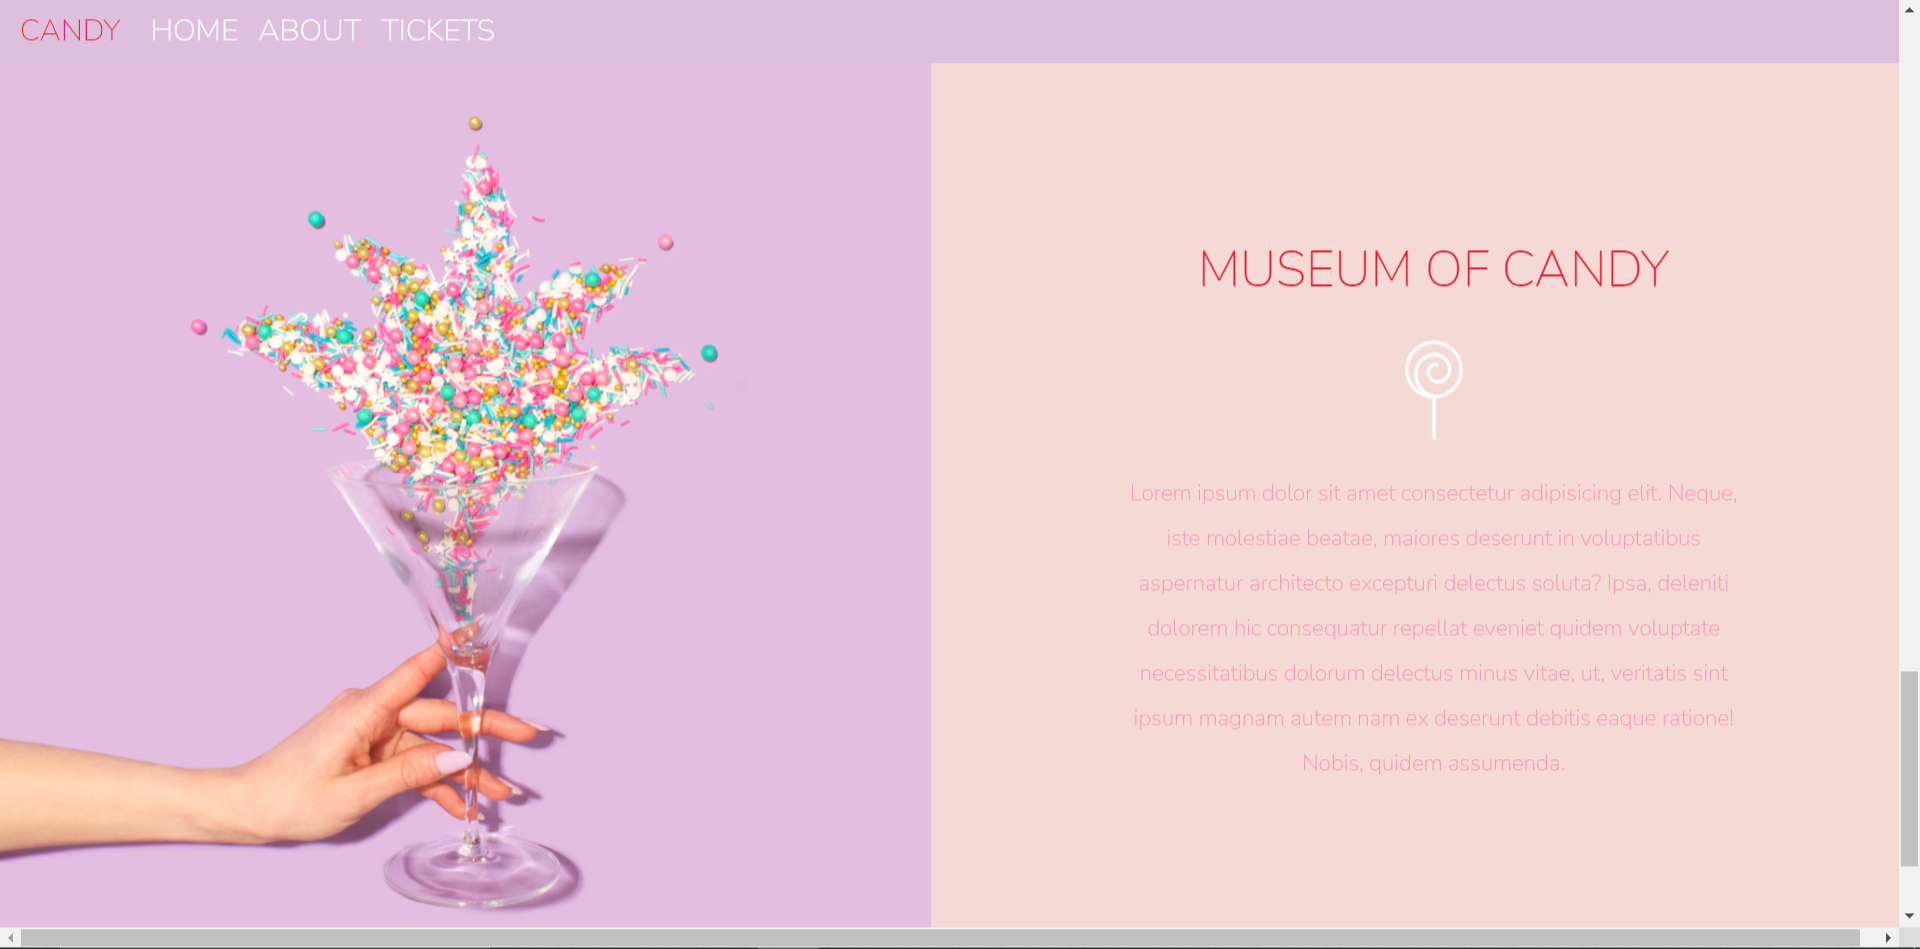 CANDY HOME ABOUT TICKETS
MUSEUM OF CANDY
Lorem ipsum dolor sit amet consectetur adipisicing elit. Neque,
iste molestiae beatae, maiores deserunt in voluptatibus
aspernatur architecto excepturi delectus soluta? Ipsa, deleniti
dolorem hic consequatur repellat eveniet quidem voluptate
necessitatibus dolorum delectus minus vitae, ut, veritatis sint
ipsum magnam autem nam ex deserunt debitis eaque ratione!
Nobis, quidem assumenda.